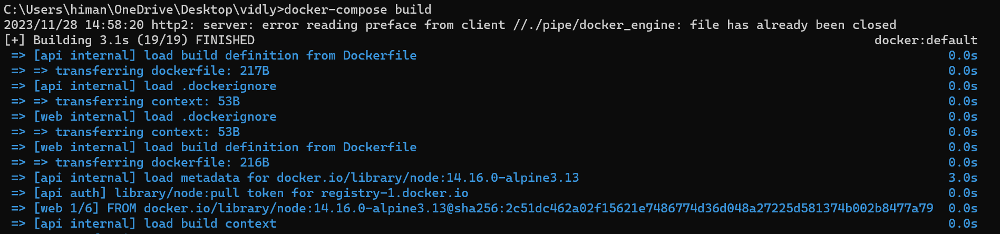 C:\Users\himan\OneDrive\Desktop\vidly>docker-compose build
2023/11/28 14:58:20 http2: server: error reading preface from client //./pipe/docker_engine: file has already been closed
[+] Building 3.1s (19/19) FINISHED docker:default
=> [api internal] load build definition from Dockerfile 0.0s
=> => transferring dockerfile: 217B 0.0s
=> [api internal] load .dockerignore 0.0s
=> => transferring context: 53B 0.0s
=> [web internal] load .dockerignore 0.0s
=> => transferring context: 53B 0.0s
=> [web internal] load build definition from Dockerfile 0.0s
=> => transferring dockerfile: 216B 0.0s
=> [api internal] load metadata for docker.io/library/node:14.16.0-alpine3.13 3.0s
=> [api auth] library/node:pull token for registry-1.docker.io 0.0s
=> [web 1/6] FROM docker.io/library/node:14.16.0-alpine3.13@sha256:2c51dc462a02f15621e7486774d36d048a27225d581374b002b8477a79 0.0s
=> [api internal] load build context 0.0s